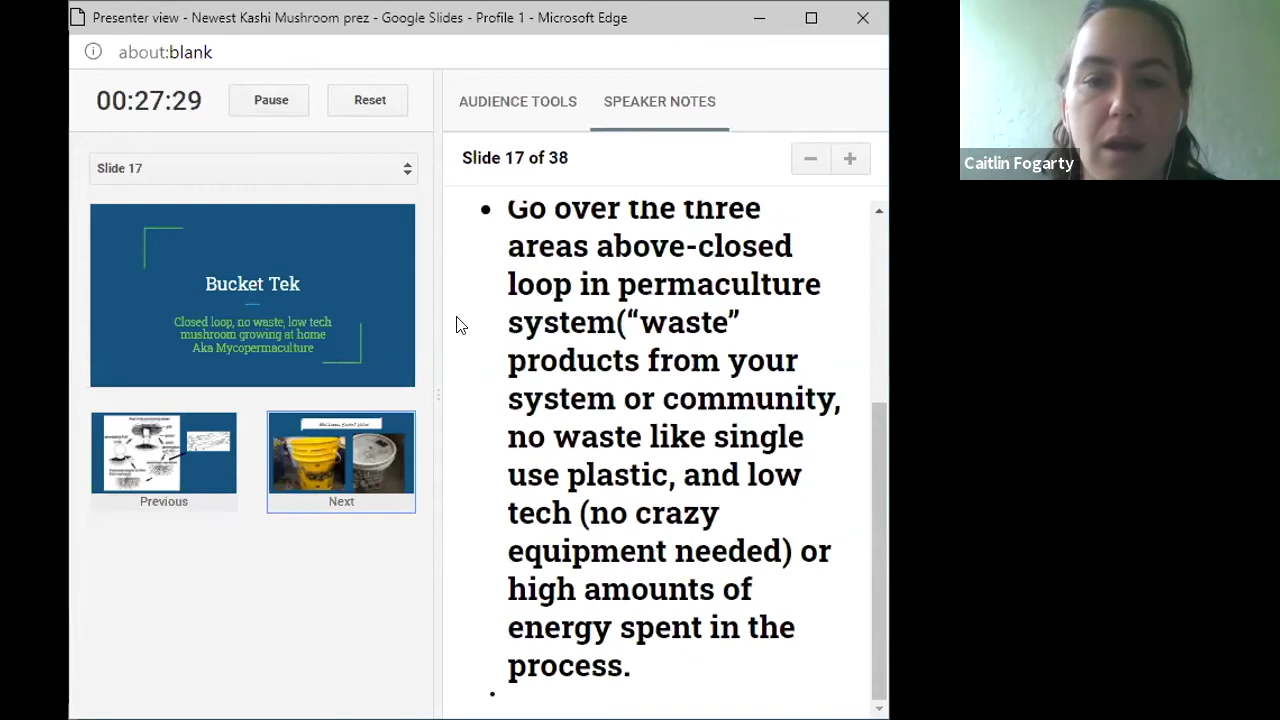 Presenter view - Newest Kashi Mushroom prez - Google Slides - Profile 1 - Microsoft Edge
about:blank
00:27:29
Pause
Reset
Slide 17
Bucket Tek
Closed loop, no waste, low tech
mushroom growing at home
Aka Mycopermaculture
Previous
Next
AUDIENCE TOOLS
SPEAKER NOTES
Slide 17 of 38
• Go over the three
areas above-closed
loop in permaculture
system(“waste”
products from your
system or community,
no waste like single
use plastic, and low
tech (no crazy
equipment needed) or
high amounts of
energy spent in the
process.
•
Caitlin Fogarty